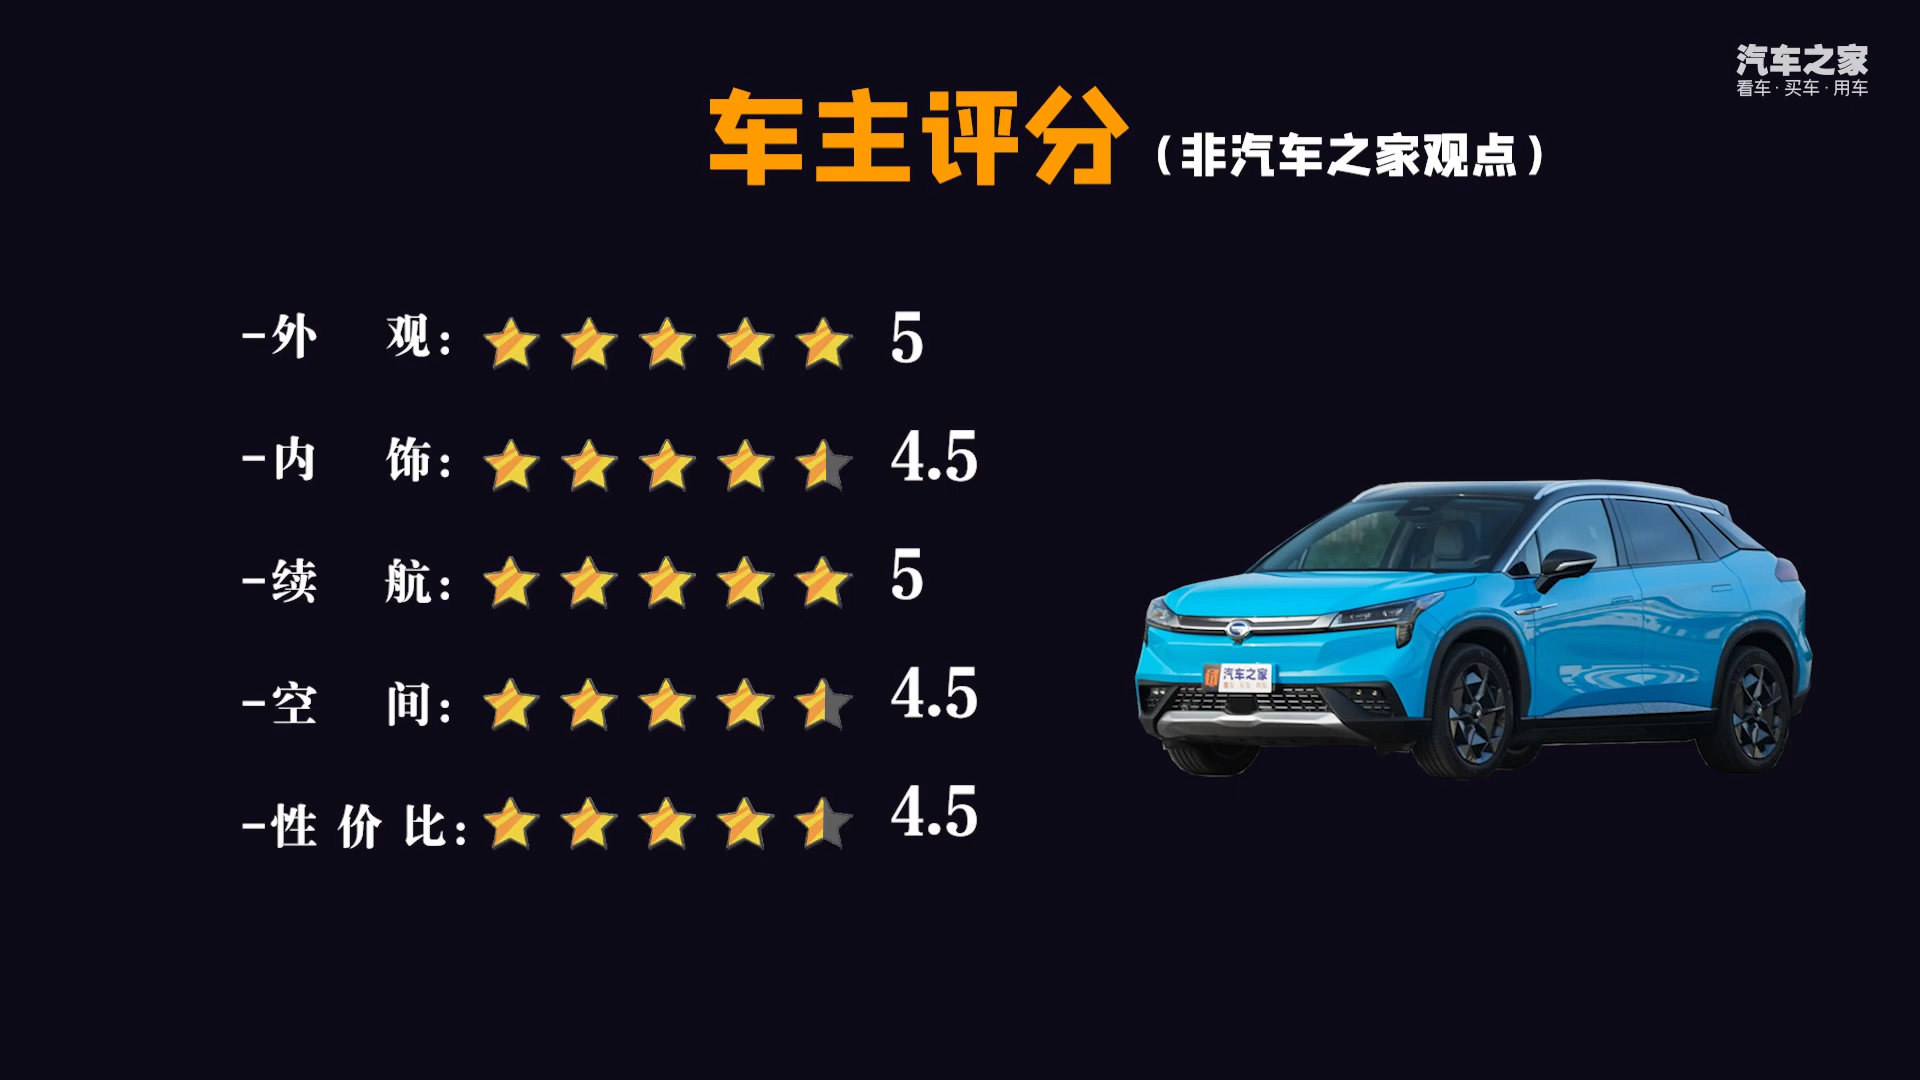 汽车之家
看车·买车·用车
车主评分（非汽车之家观点）
-外 观： 5
-内 饰： 4.5
-续 航： 5
-空 间： 4.5
-性 价 比： 4.5
汽车之家